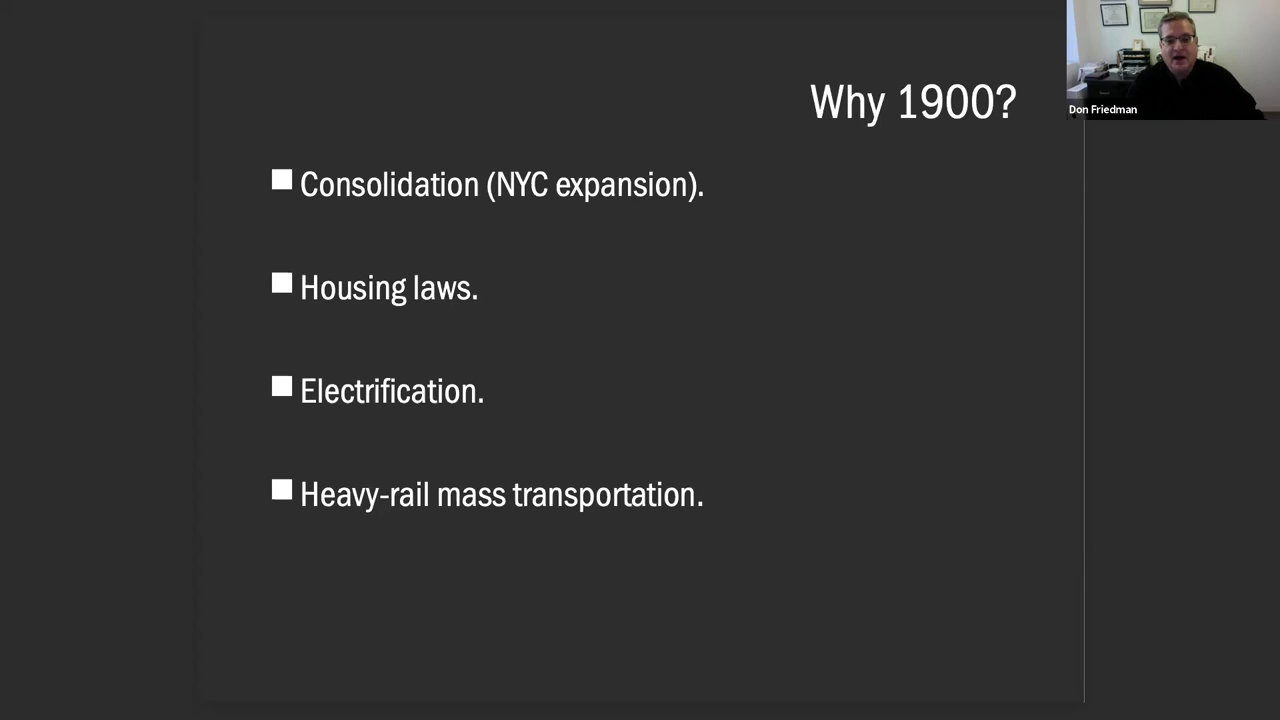 Why 1900?
Don Friedman
Consolidation (NYC expansion).
Housing laws.
Electrification.
Heavy-rail mass transportation.